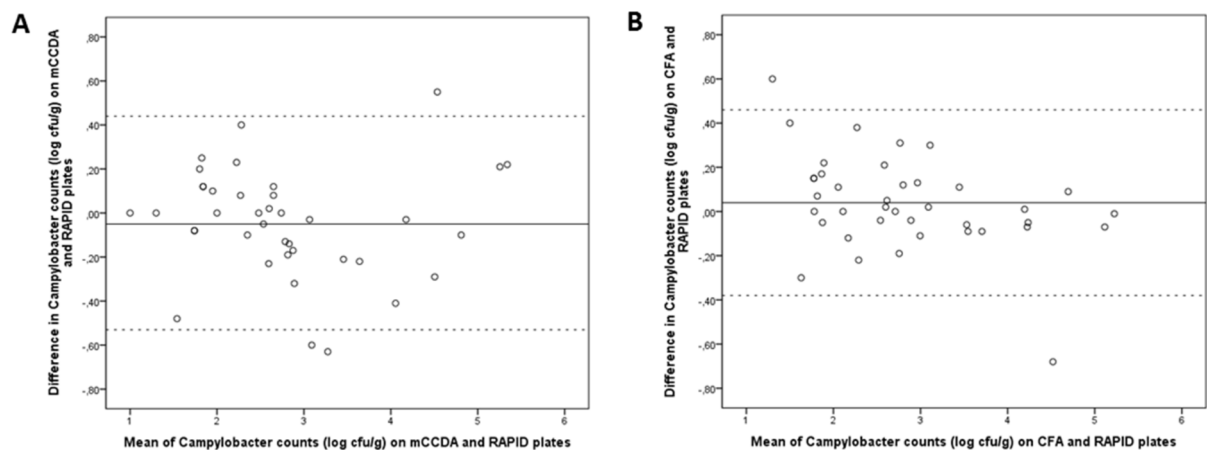 A
Difference in Campylobacter counts (log cfu/g) on mCCDA
and RAPID plates
,80
,60
,40
,20
,00
-,20
-,40
-,60
-,80
1 2 3 4 5 6
Mean of Campylobacter counts (log cfu/g) on mCCDA and RAPID plates
B
Difference in Campylobacter counts (log cfu/g) on CFA and
RAPID plates
,80
,60
,40
,20
,00
-,20
-,40
-,60
-,80
1 2 3 4 5 6
Mean of Campylobacter counts (log cfu/g) on CFA and RAPID plates